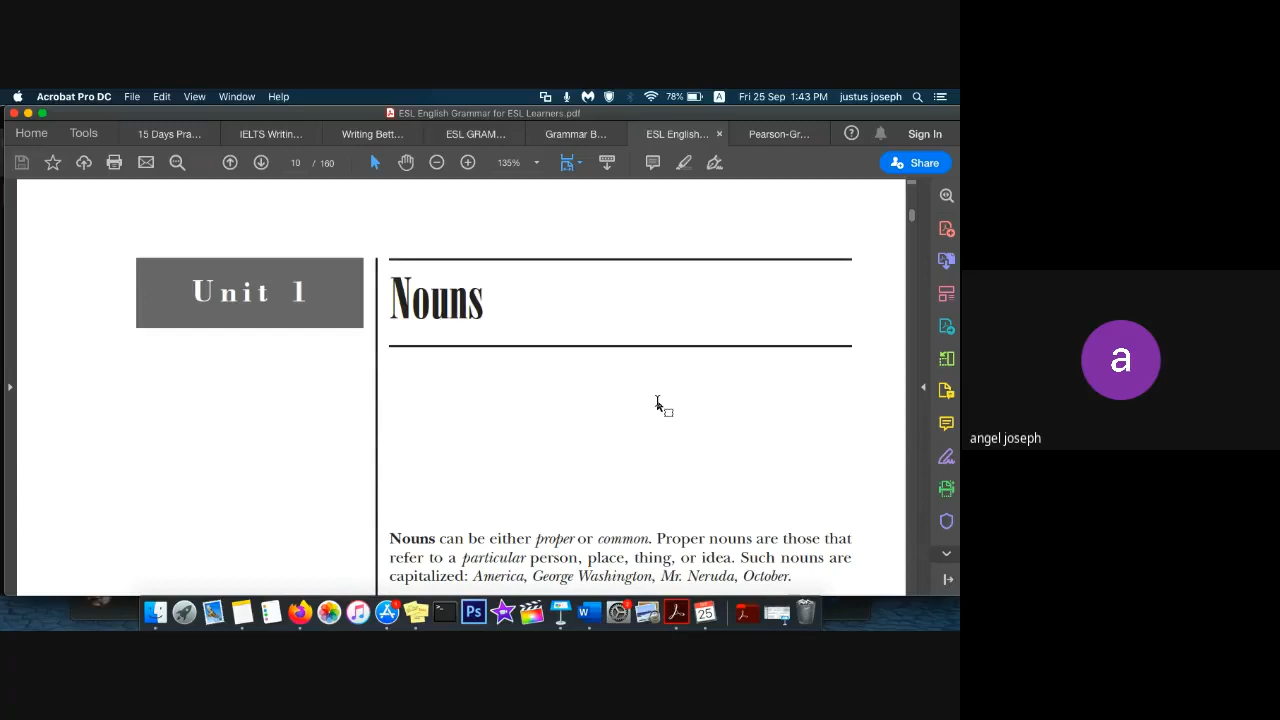 Acrobat Pro DC File Edit View Window Help 78% A Fri 25 Sep 1:43 PM justus joseph
ESL English Grammar for ESL Learners.pdf
Home Tools 15 Days Pra... IELTS Writin... Writing Bett... ESL GRAM... Grammar B... ESL English... × Pearson-Gr... Sign In
10 / 160 135% Share
Unit 1
Nouns
a
angel joseph
Nouns can be either proper or common. Proper nouns are those that
refer to a particular person, place, thing, or idea. Such nouns are
capitalized: America, George Washington, Mr. Neruda, October.
Ps W 25